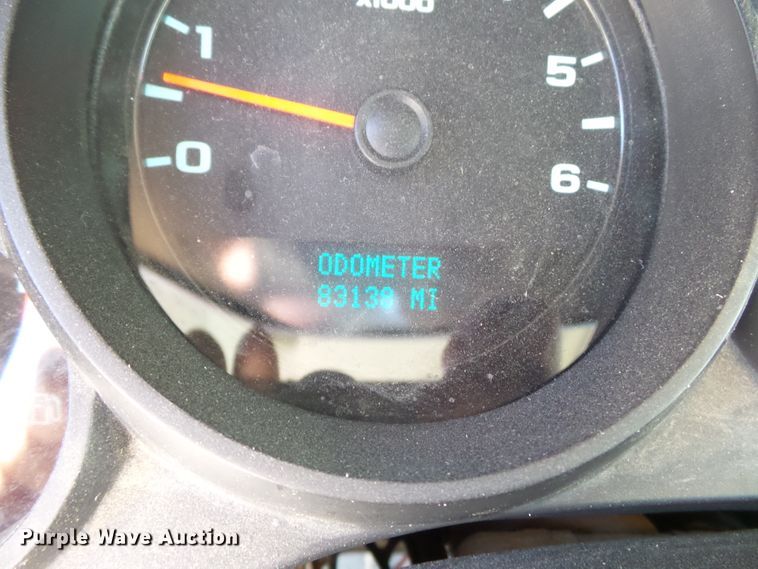 x1000
1
5
0
6
ODOMETER
83138 MI
Purple Wave Auction